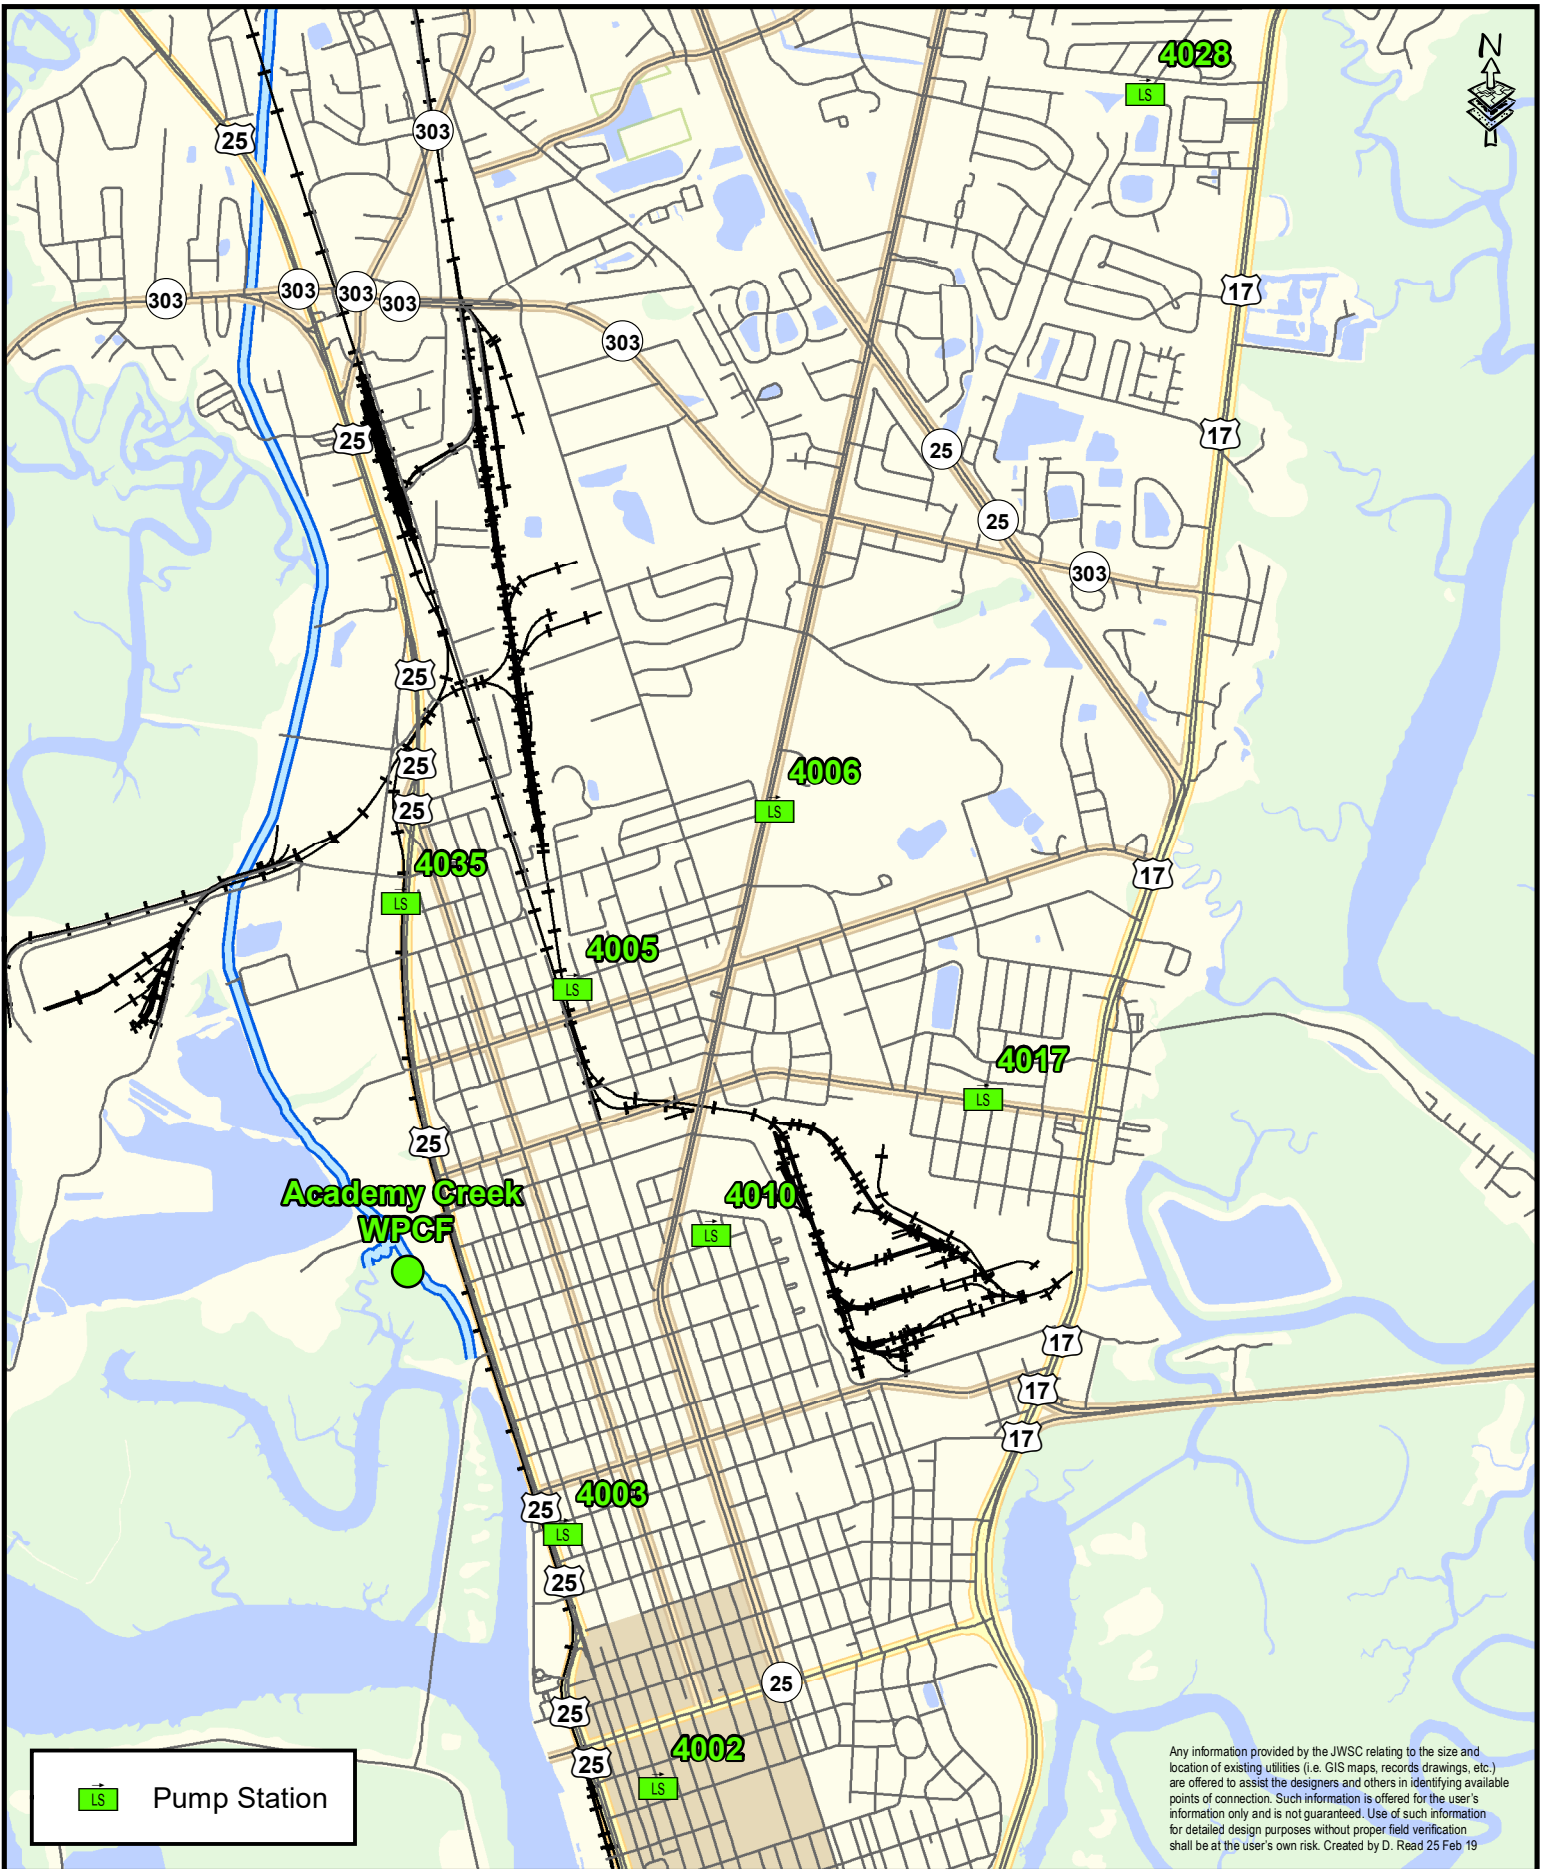 N
4028
LS
25
303
303
303
303
303
17
303
25
17
25
25
303
25
4006
LS
25
25
4035
LS
17
4005
LS
4017
LS
25
Academy Creek
WPCF
4010
LS
17
17
17
4003
25
LS
25
25
25
25
4002
LS
LS Pump Station
Any information provided by the JWSC relating to the size and
location of existing utilities (i.e. GIS maps, records drawings, etc.)
are offered to assist the designers and others in identifying available
points of connection. Such information is offered for the user's
information only and is not guaranteed. Use of such information
for detailed design purposes without proper field verification
shall be at the user's own risk. Created by D. Read 25 Feb 19